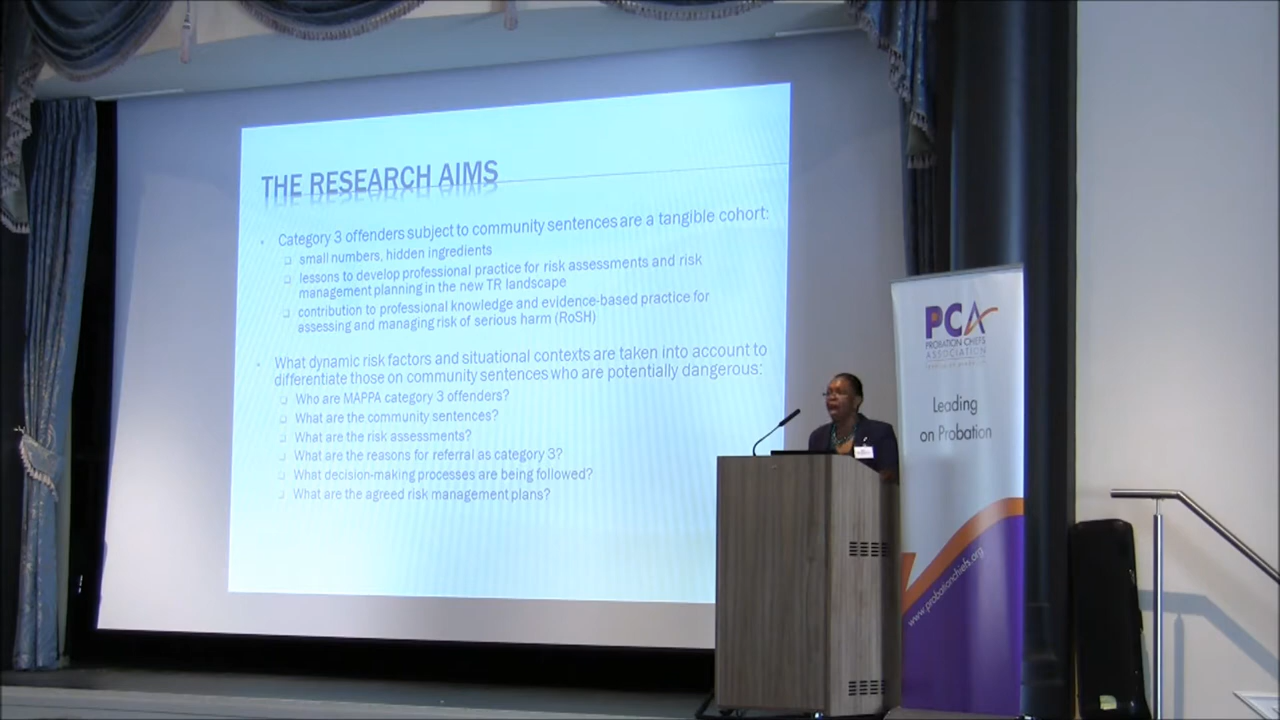 THE RESEARCH AIMS
Category 3 offenders subject to community sentences are a tangible cohort:
small numbers, hidden ingredients
lessons to develop professional practice for risk assessments and risk
management planning in the new TR landscape
contribution to professional knowledge and evidence-based practice for
assessing and managing risk of serious harm (RoSH)
What dynamic risk factors and situational contexts are taken into account to
differentiate those on community sentences who are potentially dangerous:
Who are MAPPA category 3 offenders?
What are the community sentences?
What are the risk assessments?
What are the reasons for referral as category 3?
What decision-making processes are being followed?
What are the agreed risk management plans?
PCA
PROBATION CHIEFS
ASSOCIATION
Leading
on Probation
www.probationchiefs.org